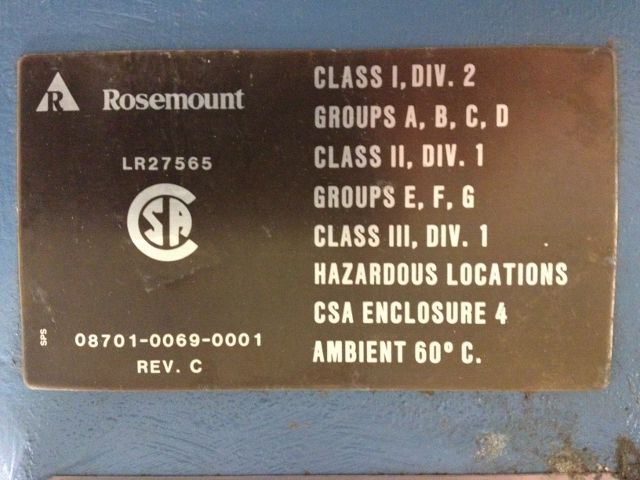 R Rosemount
LR27565
CSA
SPS
08701-0069-0001
REV. C
CLASS I, DIV. 2
GROUPS A, B, C, D
CLASS II, DIV. 1
GROUPS E, F, G
CLASS III, DIV. 1
HAZARDOUS LOCATIONS
CSA ENCLOSURE 4
AMBIENT 60° C.